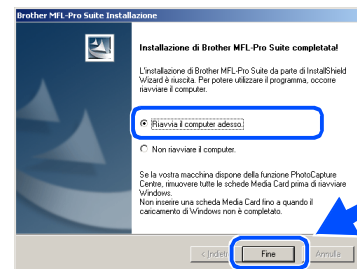 Brother MFL-Pro Suite Installazione
Installazione di Brother MFL-Pro Suite completata!
L'installazione di Brother MFL-Pro Suite da parte di InstallShield
Wizard è riuscita. Per potere utilizzare il programma, occorre
riavviare il computer.
Riavvia il computer adesso.
Non riavviare il computer.
Se la vostra macchina dispone della funzione PhotoCapture
Centre, rimuovere tutte le schede Media Card prima di riavviare
Windows.
Non inserire una scheda Media Card fino a quando il
caricamento di Windows non è completato.
< Indietro Fine Annulla